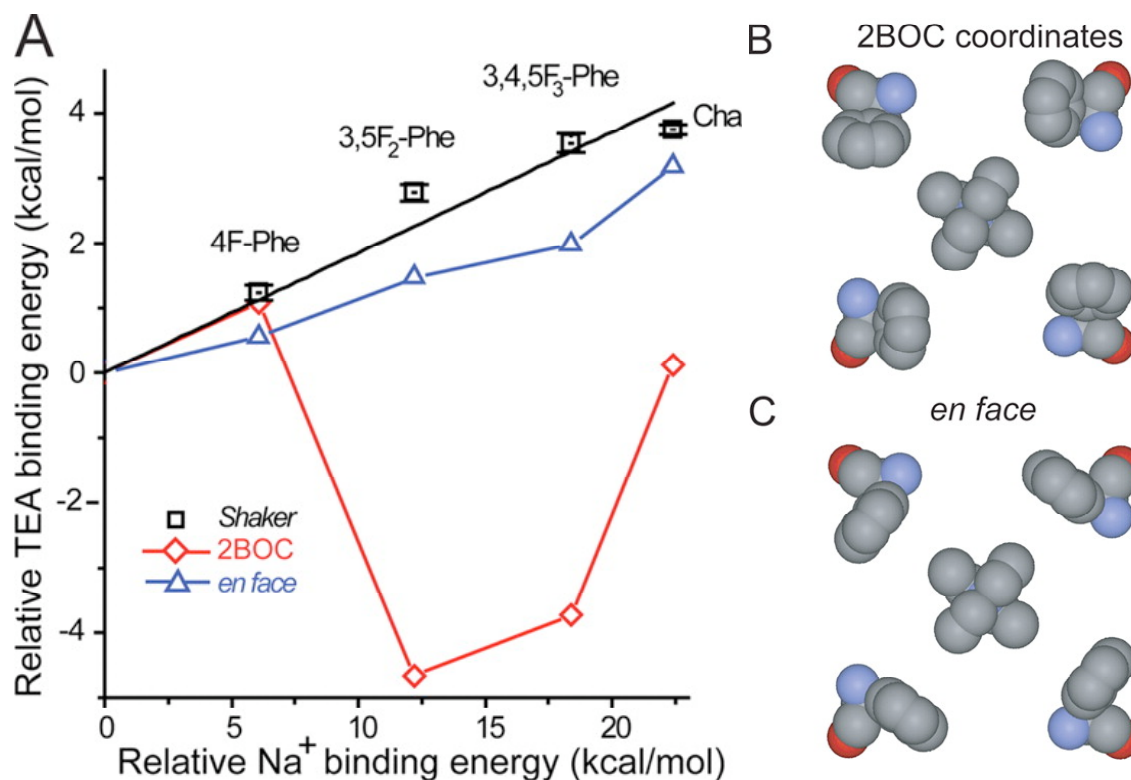 A
Relative TEA binding energy (kcal/mol)
4
2
0
-2
-4
4F-Phe
3,5F₂-Phe
3,4,5F₃-Phe
Cha
Shaker
2BOC
en face
0
5
10
15
20
Relative Na⁺ binding energy (kcal/mol)
B
2BOC coordinates
C
en face